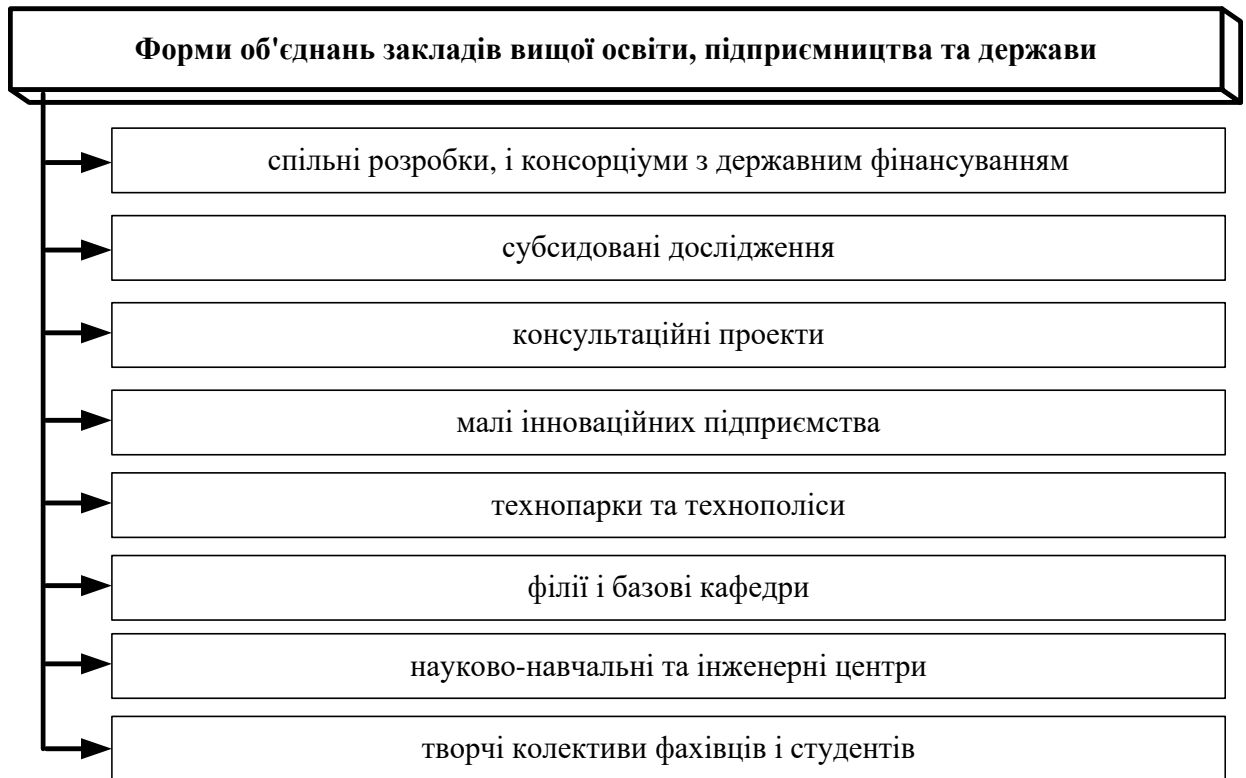 Форми об'єднань закладів вищої освіти, підприємництва та держави
спільні розробки, і консорціуми з державним фінансуванням
субсидовані дослідження
консультаційні проекти
малі інноваційних підприємства
технопарки та технополіси
філії і базові кафедри
науково-навчальні та інженерні центри
творчі колективи фахівців і студентів